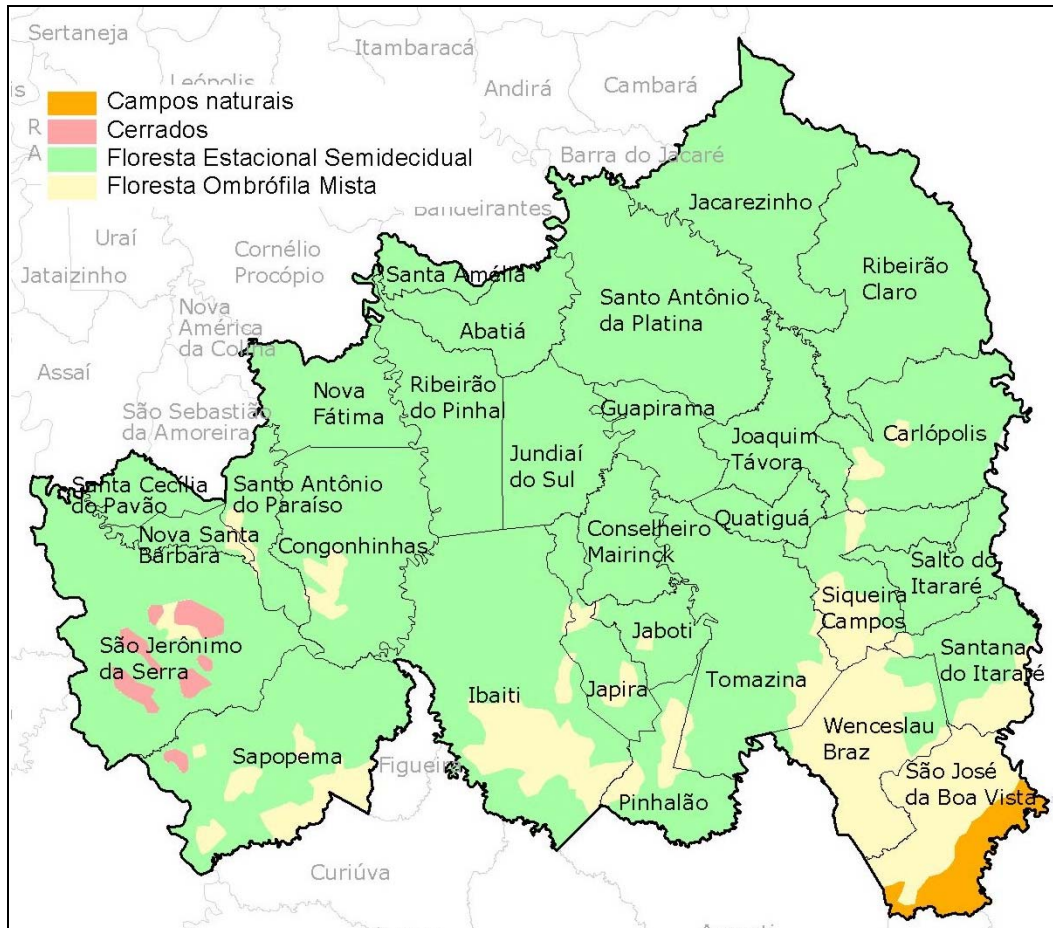 Sertaneja
Itambaracá
Leópolis
Andirá
Cambará
Campos naturais
Cerrados
R
Floresta Estacional Semidecidual
A
Barra do Jacaré
Floresta Ombrófila Mista
Bandeirantes
Jacarezinho
Uraí
Cornélio
Procópio
Jataizinho
Santa Amélia
Ribeirão
Claro
Nova
América
da Colina
Santo Antônio
da Platina
Abatiá
Assaí
Nova
Fátima
Ribeirão
do Pinhal
São Sebastião
da Amoreira
Guapirama
Carlópolis
Joaquim
Távora
Jundiaí
do Sul
Santa Cecília
do Pavão
Santo Antônio
do Paraíso
Nova Santa
Bárbara
Congonhinhas
Conselheiro
Mairinck
Quatiguá
Salto do
Itararé
Siqueira
Campos
Jaboti
São Jerônimo
da Serra
Santana
do Itararé
Ibaiti
Japira
Tomazina
Wenceslau
Braz
Sapopema
Figueira
São José
da Boa Vista
Pinhalão
Curiúva